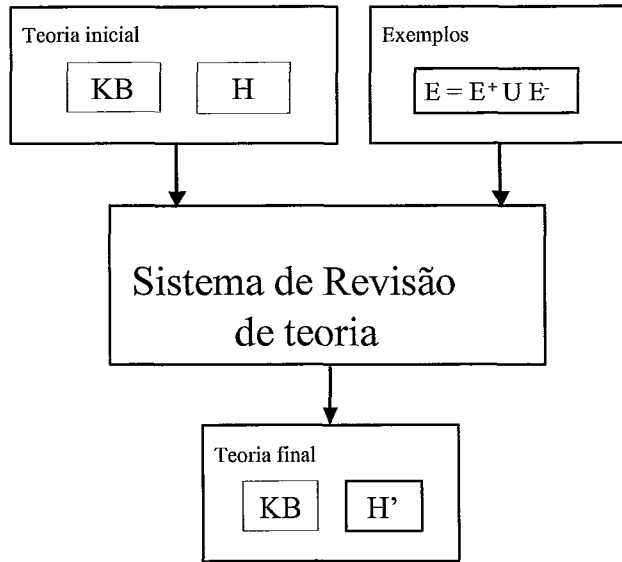 Teoria inicial
KB H
Exemplos
E = E⁺ U E⁻
Sistema de Revisão
de teoria
Teoria final
KB H’